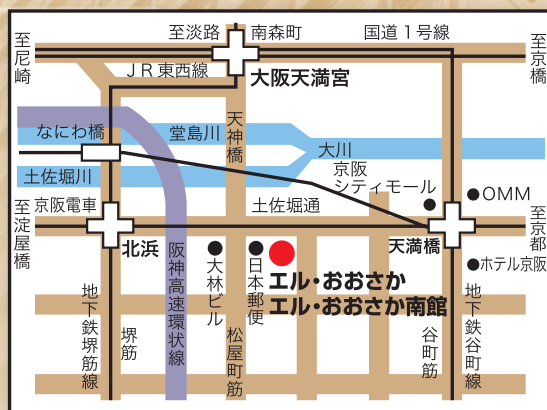 至淡路
南森町
国道1号線
至尼崎
至京橋
JR東西線
大阪天満宮
天神橋
なにわ橋
堂島川
大川
土佐堀川
京阪
シティモール
OMM
京阪電車
土佐堀通
至淀屋橋
至京都
北浜
天満橋
ホテル京阪
阪神高速環状線
大林ビル
日本郵便
エル・おおさか
エル・おおさか南館
地下鉄堺筋線
堺筋
松屋町筋
谷町筋
地下鉄谷町線